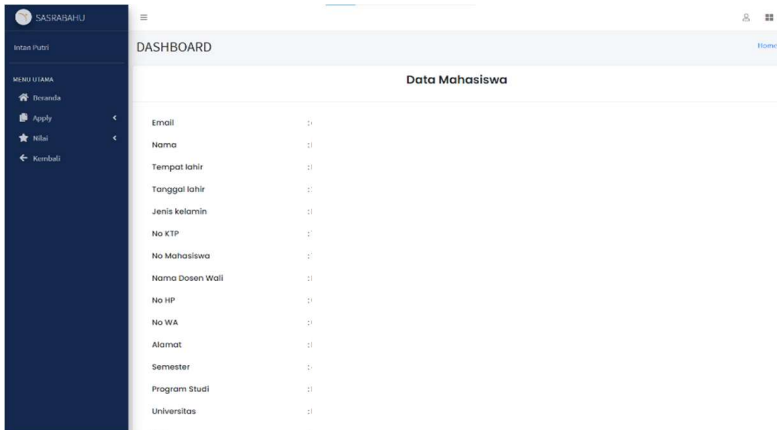 SASRABAHU
Intan Putri
DASHBOARD
Home
MENU UTAMA
Beranda
Apply
Nilai
Kembali
Data Mahasiswa
Email :
Nama :
Tempat lahir :
Tanggal lahir :
Jenis kelamin :
No KTP :
No Mahasiswa :
Nama Dosen Wali :
No HP :
No WA :
Alamat :
Semester :
Program Studi :
Universitas :